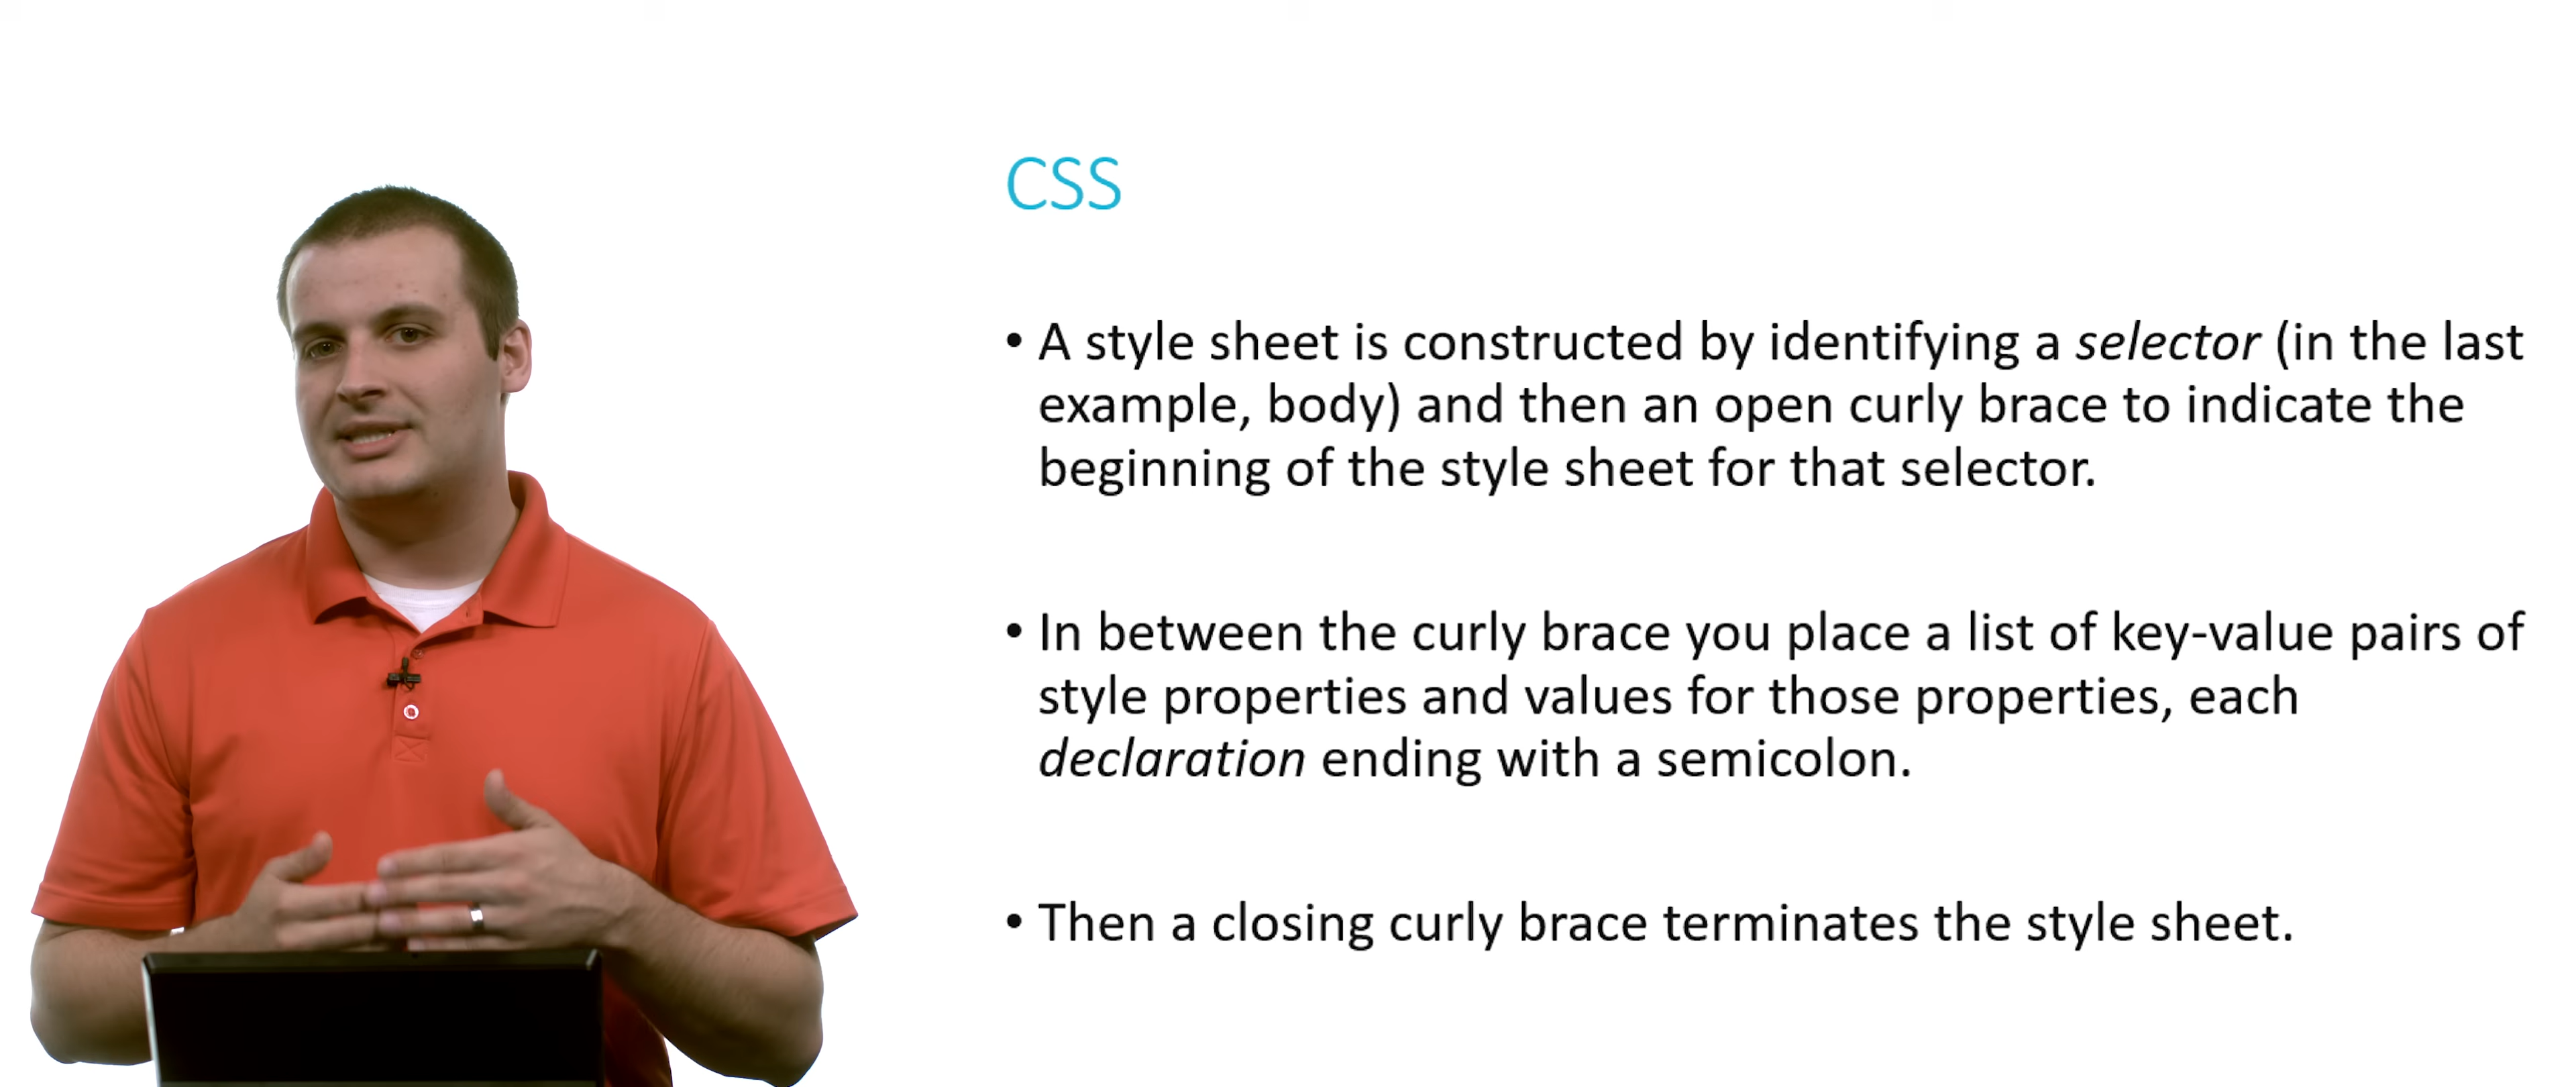 CSS
• A style sheet is constructed by identifying a selector (in the last
example, body) and then an open curly brace to indicate the
beginning of the style sheet for that selector.
• In between the curly brace you place a list of key-value pairs of
style properties and values for those properties, each
declaration ending with a semicolon.
• Then a closing curly brace terminates the style sheet.